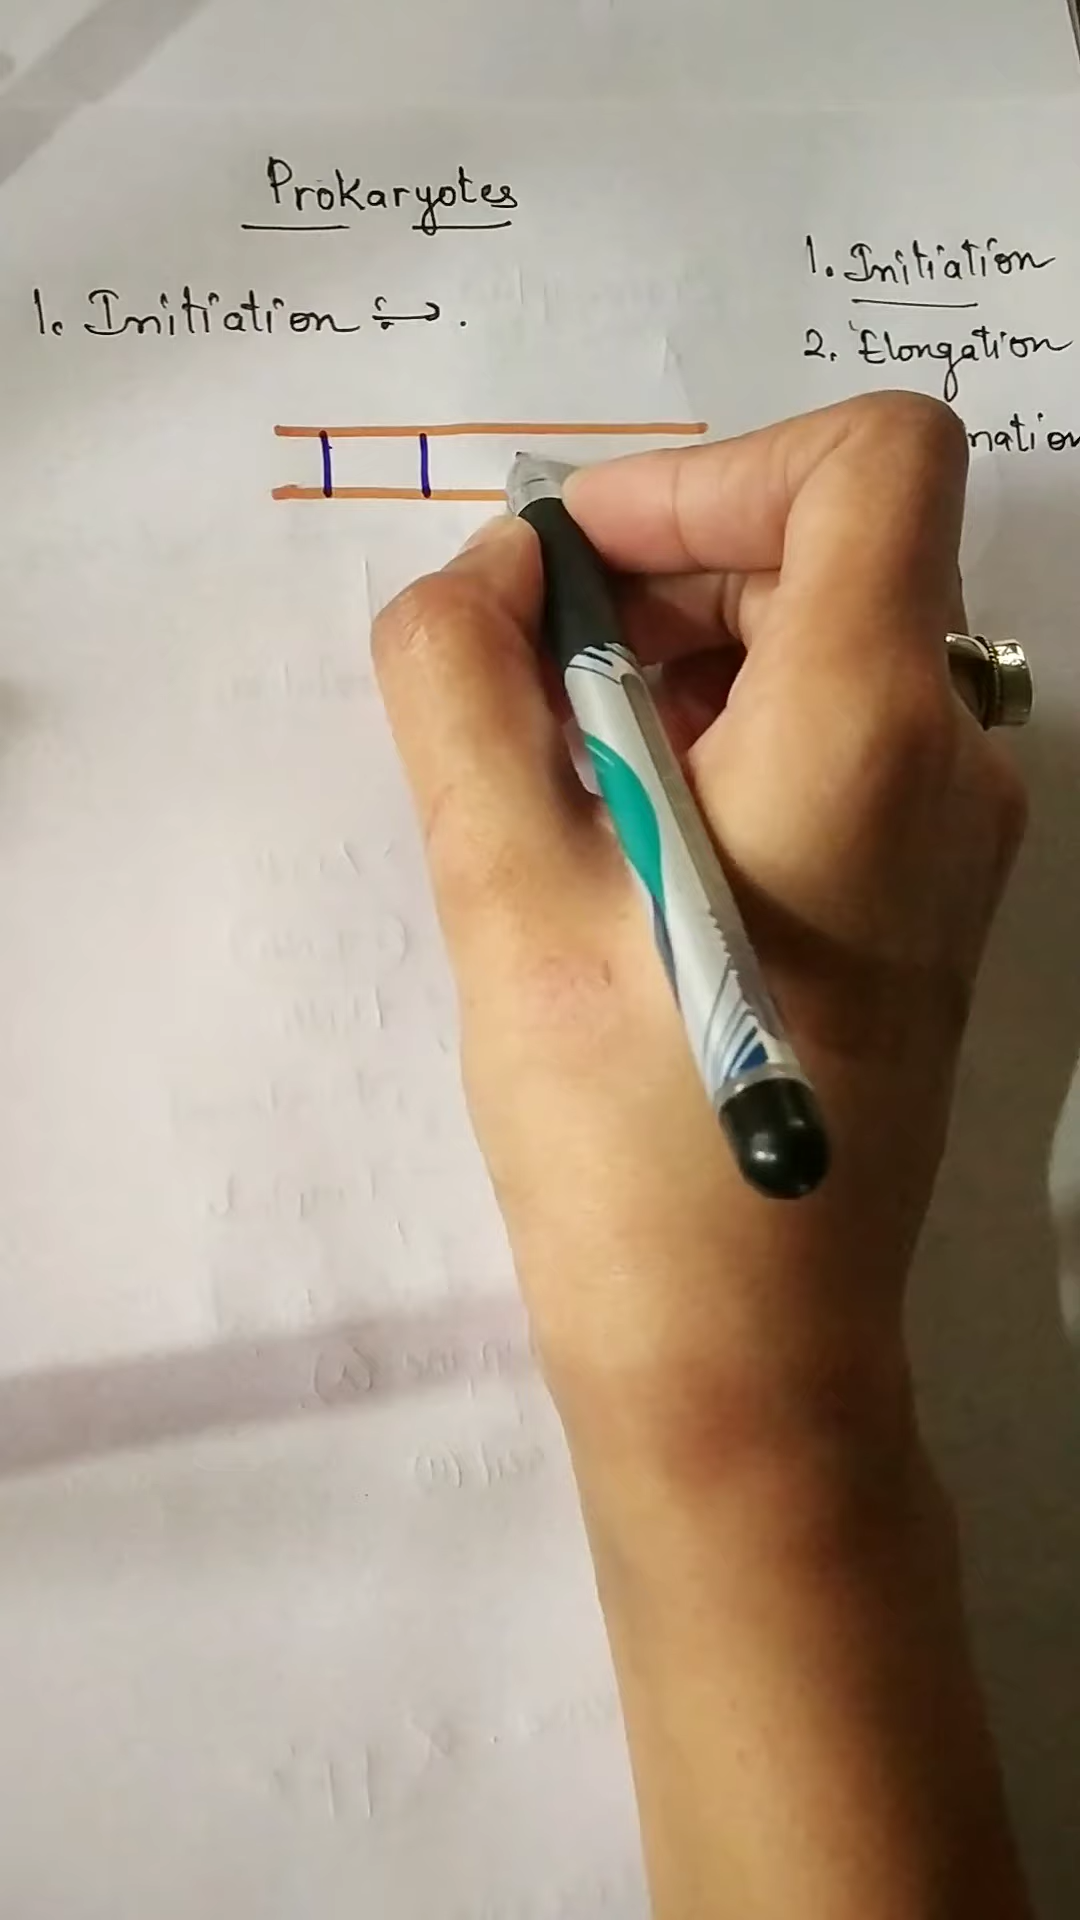 Prokaryotes
1. Initiation :→.
1. Initiation
2. Elongation
nation